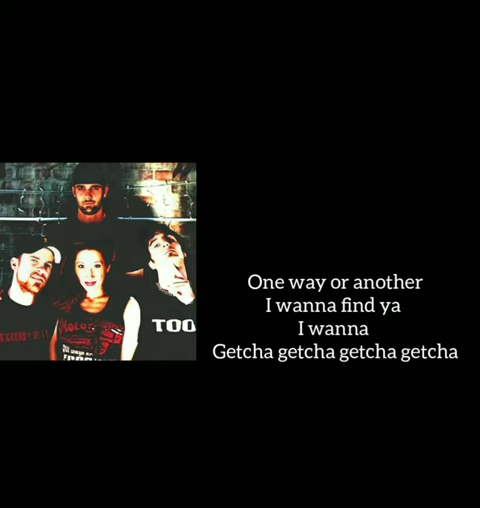 One way or another
I wanna find ya
I wanna
Getcha getcha getcha getcha
TOO